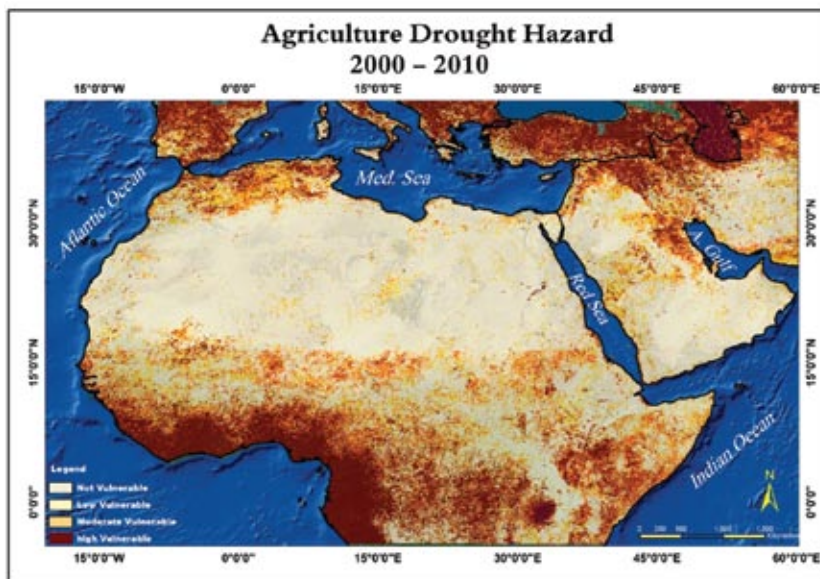 Agriculture Drought Hazard
2000 – 2010
15°0'0"W 0°0'0" 15°0'0"E 30°0'0"E 45°0'0"E 60°0'0"E
Atlantic Ocean
Med. Sea
30°0'0"N 30°0'0"N
A. Gulf
Red Sea
15°0'0"N 15°0'0"N
Indian Ocean
Legend
Not Vulnerable
Low Vulnerable
Moderate Vulnerable
high Vulnerable
N
0°0'0" 0°0'0"
0
15°0'0"W 0°0'0" 15°0'0"E 30°0'0"E 45°0'0"E 60°0'0"E